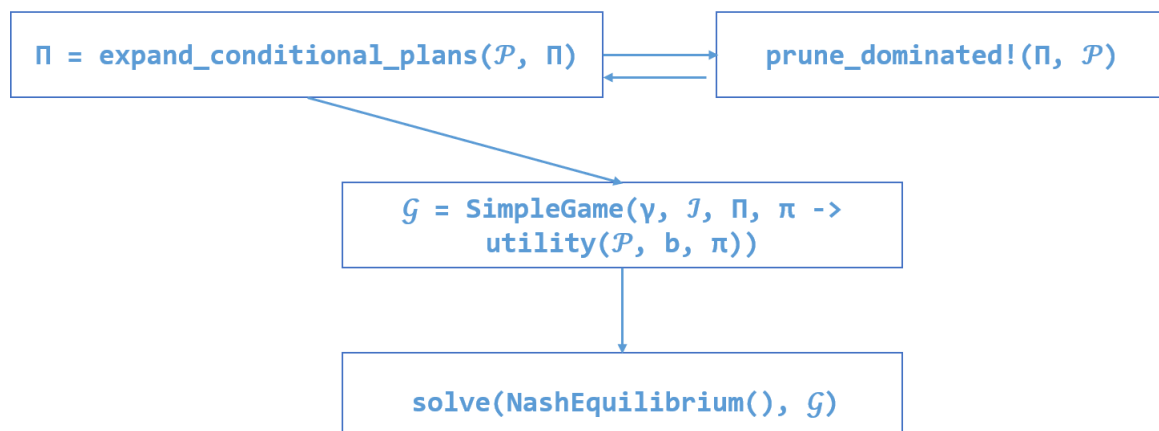 Π = expand_conditional_plans(𝒫, Π)
prune_dominated!(Π, 𝒫)
𝒢 = SimpleGame(γ, ℐ, Π, π ->
utility(𝒫, b, π))
solve(NashEquilibrium(), 𝒢)